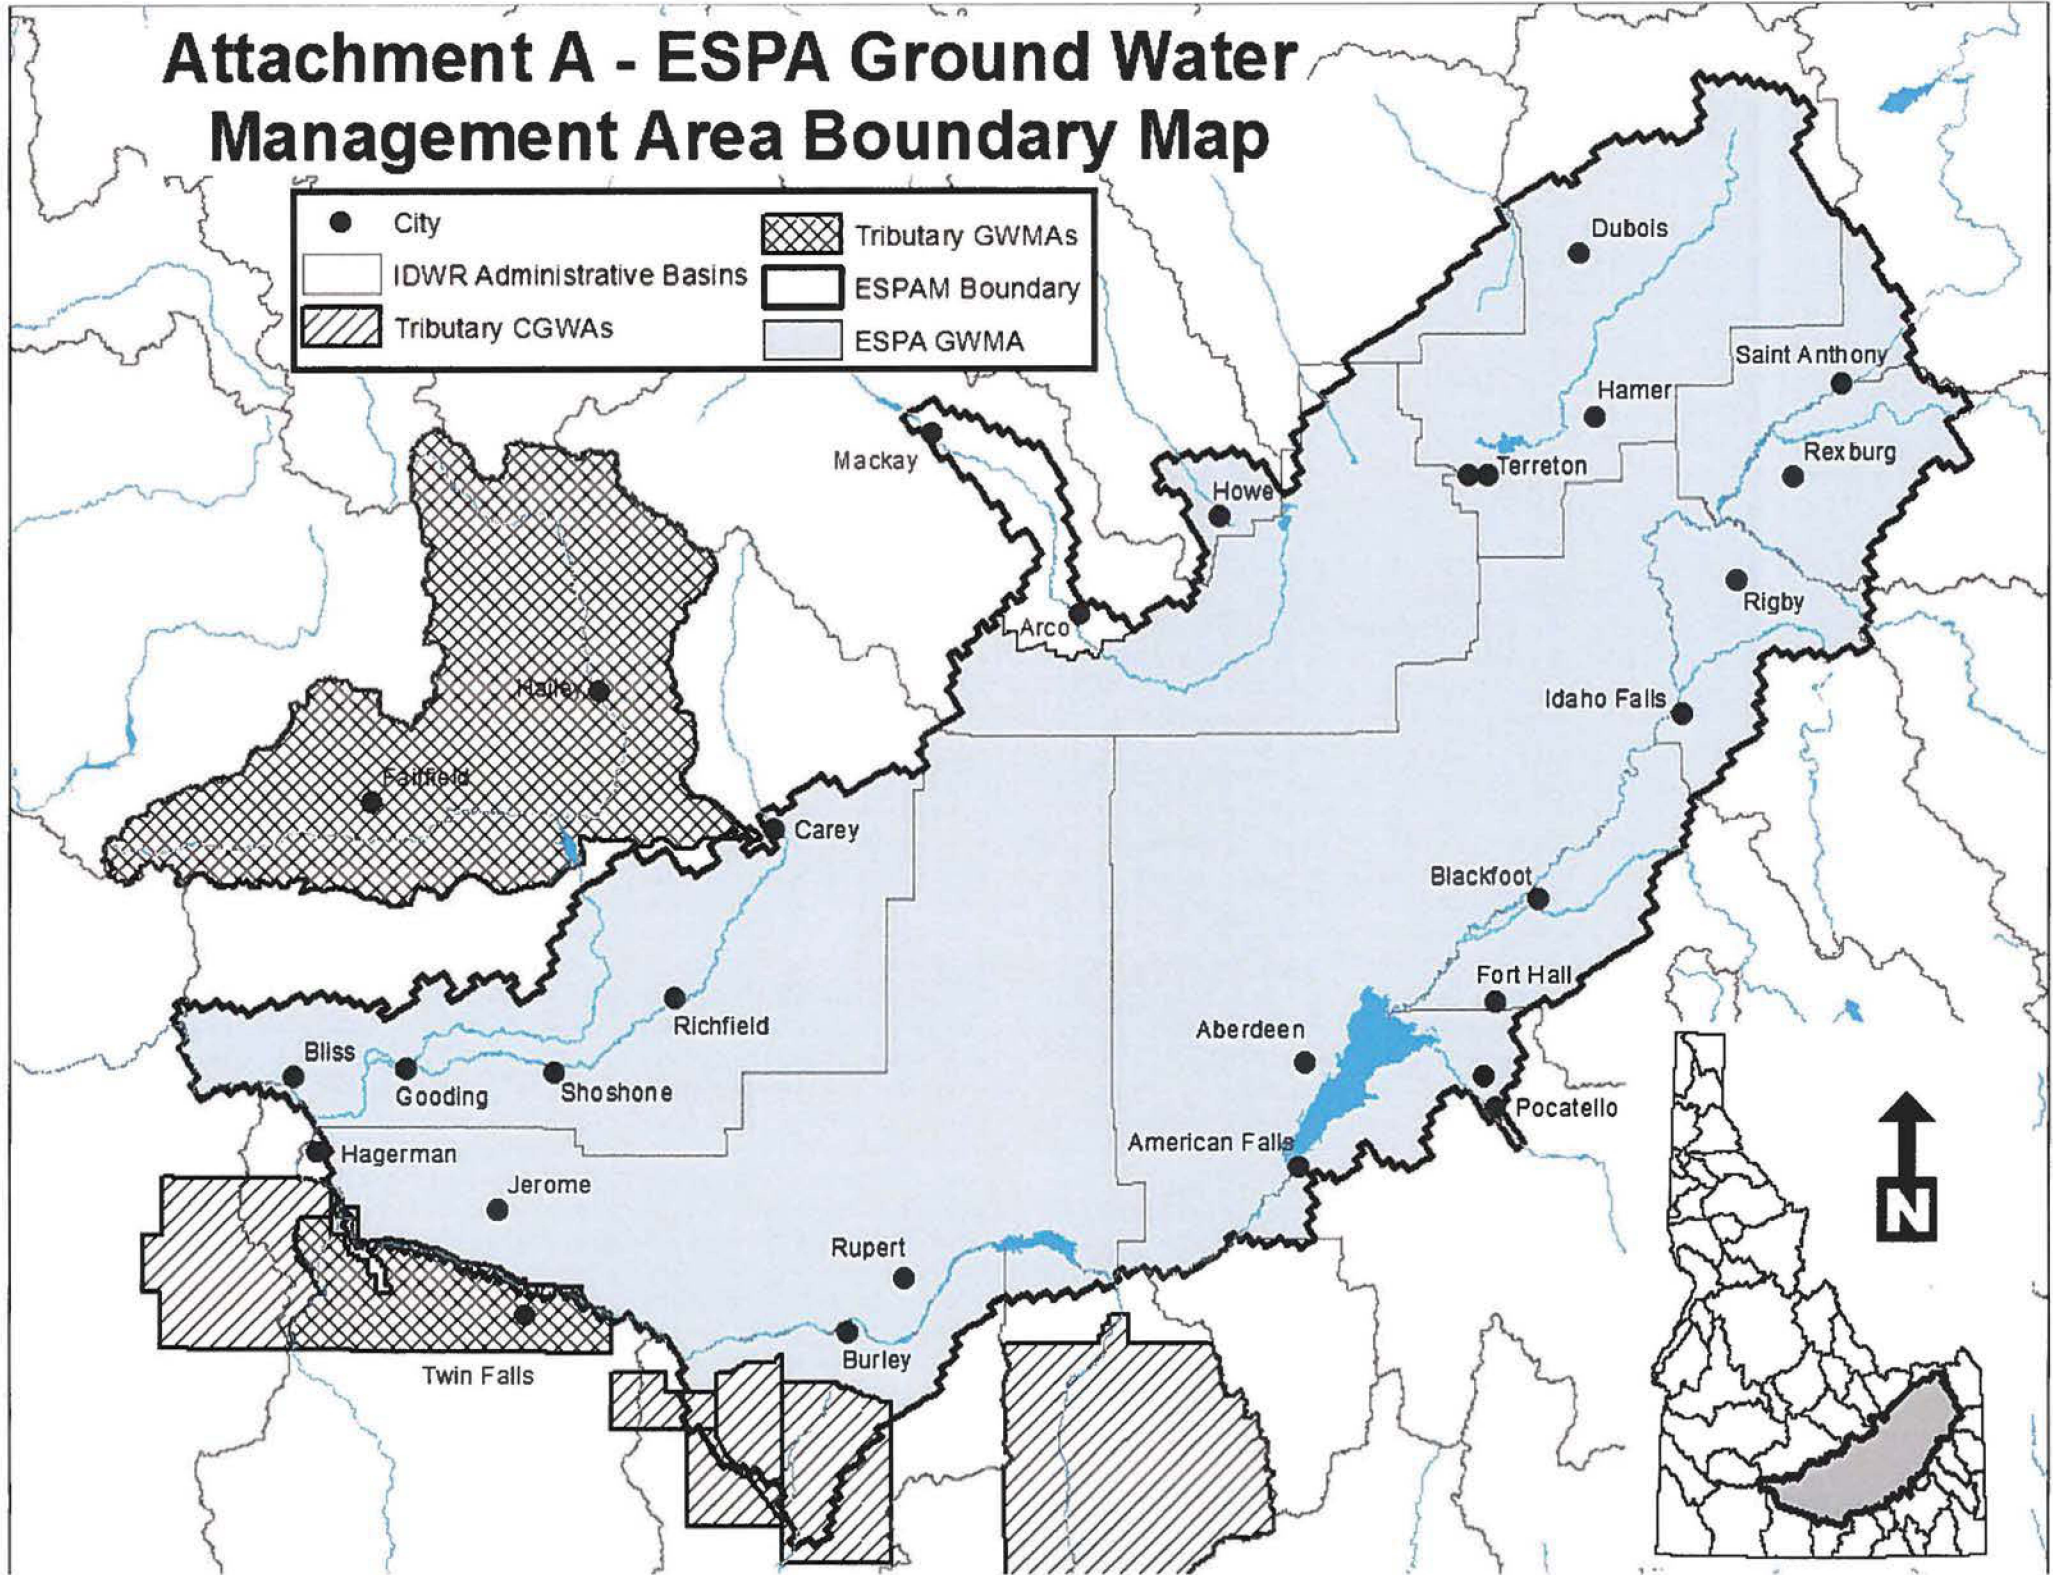 Attachment A - ESPA Ground Water
Management Area Boundary Map
City
IDWR Administrative Basins
Tributary CGWAs
Tributary GWMAs
ESPAM Boundary
ESPA GWMA
Dubois
Saint Anthony
Hamer
Mackay
Terreton
Rexburg
Howe
Rigby
Arco
Hailey
Idaho Falls
Fairfield
Carey
Blackfoot
Fort Hall
Richfield
Aberdeen
Bliss
Gooding
Shoshone
Pocatello
American Falls
Hagerman
Jerome
N
Rupert
Burley
Twin Falls